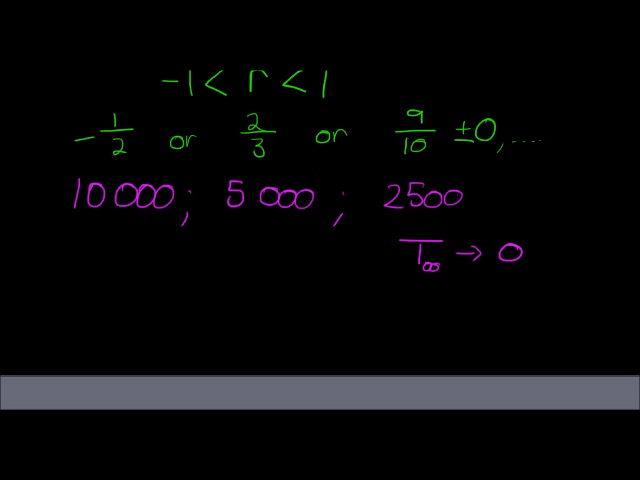 -1 < r < 1
-1/2 or 2/3 or 9/10 ±0,....
10 000; 5 000; 2500
T∞ → 0